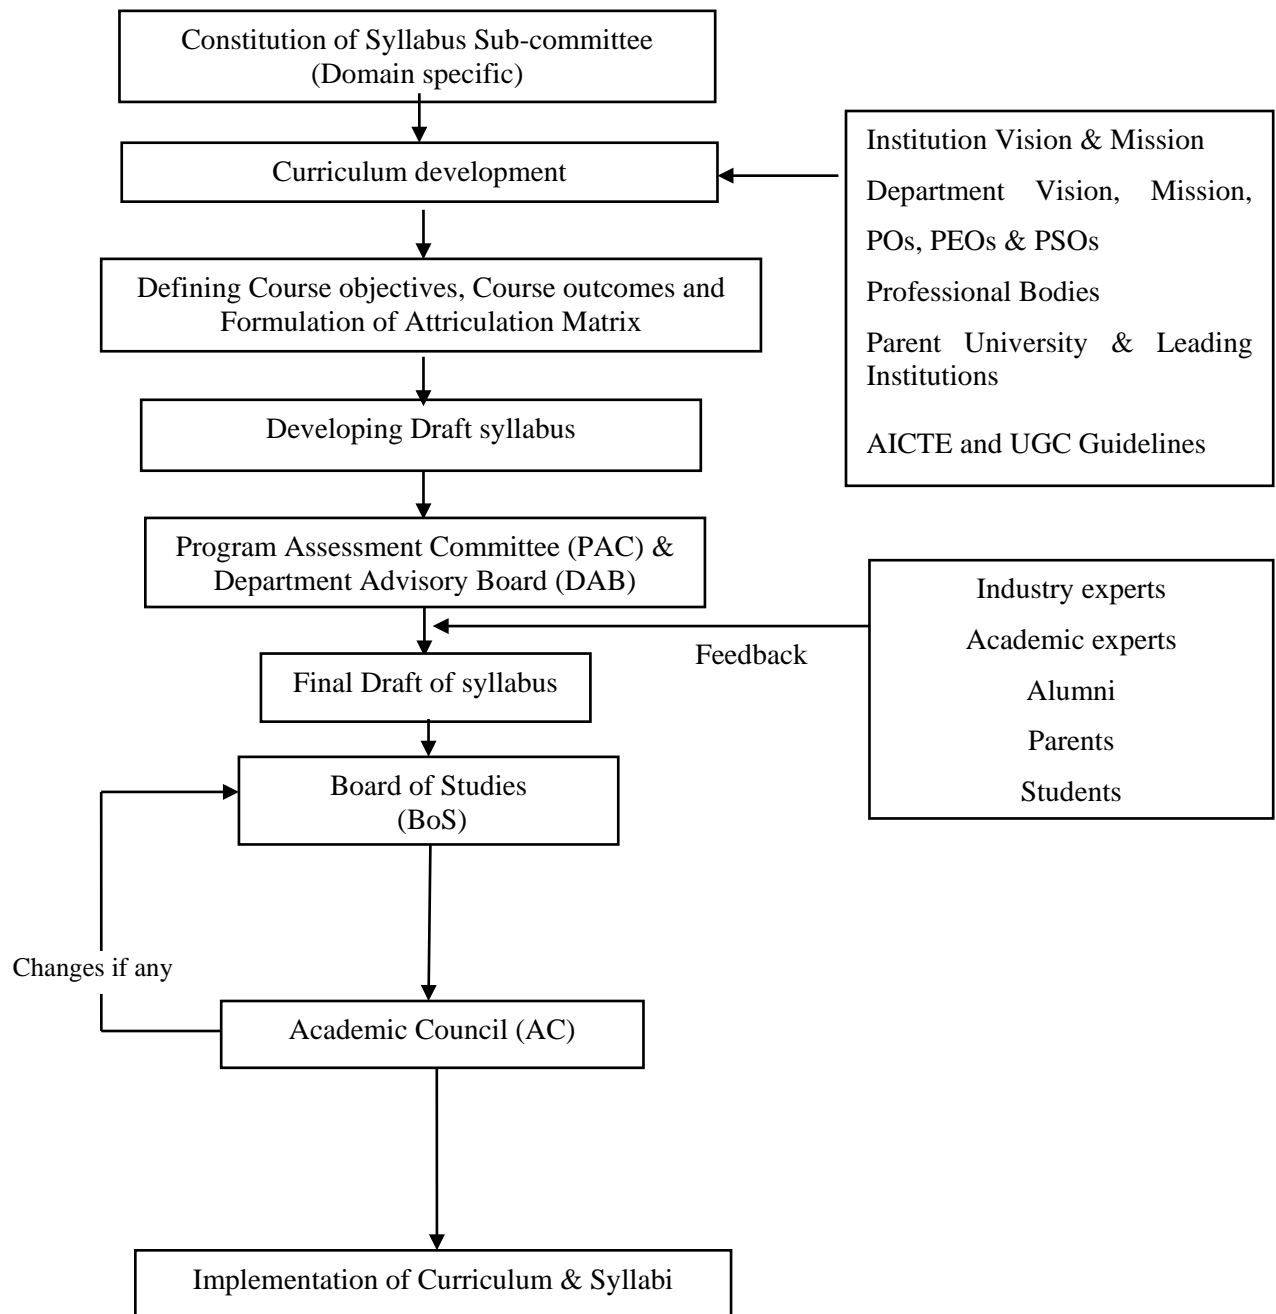 Constitution of Syllabus Sub-committee
(Domain specific)
Curriculum development
Institution Vision & Mission
Department Vision, Mission,
POs, PEOs & PSOs
Professional Bodies
Parent University & Leading
Institutions
AICTE and UGC Guidelines
Defining Course objectives, Course outcomes and
Formulation of Attriculation Matrix
Developing Draft syllabus
Program Assessment Committee (PAC) &
Department Advisory Board (DAB)
Industry experts
Academic experts
Alumni
Parents
Students
Feedback
Final Draft of syllabus
Board of Studies
(BoS)
Changes if any
Academic Council (AC)
Implementation of Curriculum & Syllabi